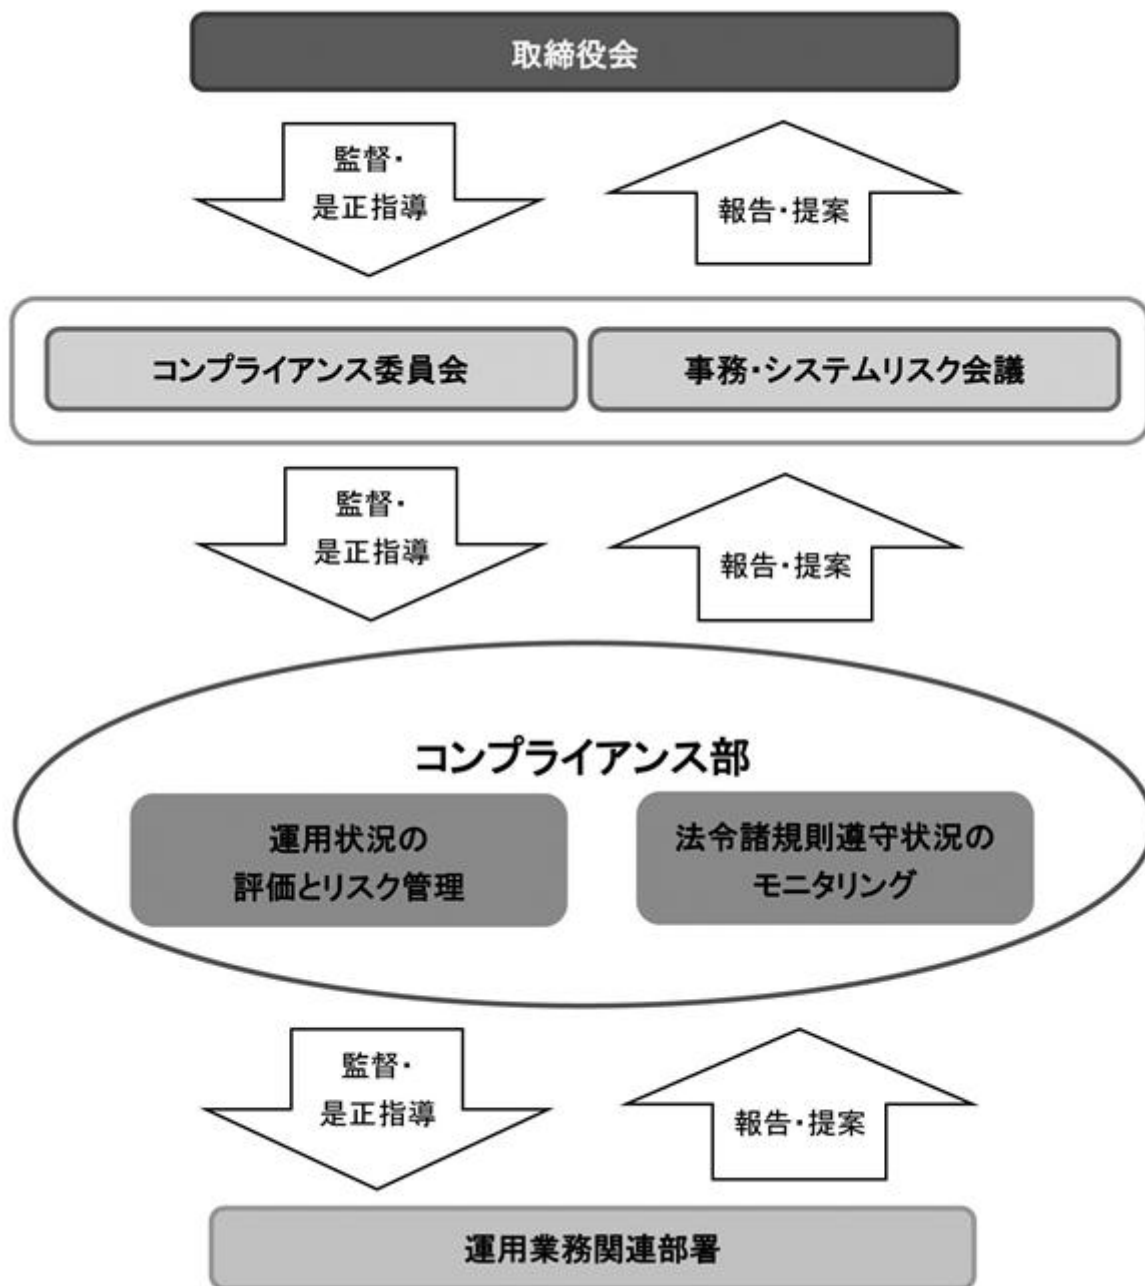 取締役会
監督・
是正指導
報告・提案
コンプライアンス委員会
事務・システムリスク会議
監督・
是正指導
報告・提案
コンプライアンス部
運用状況の
評価とリスク管理
法令諸規則遵守状況の
モニタリング
監督・
是正指導
報告・提案
運用業務関連部署